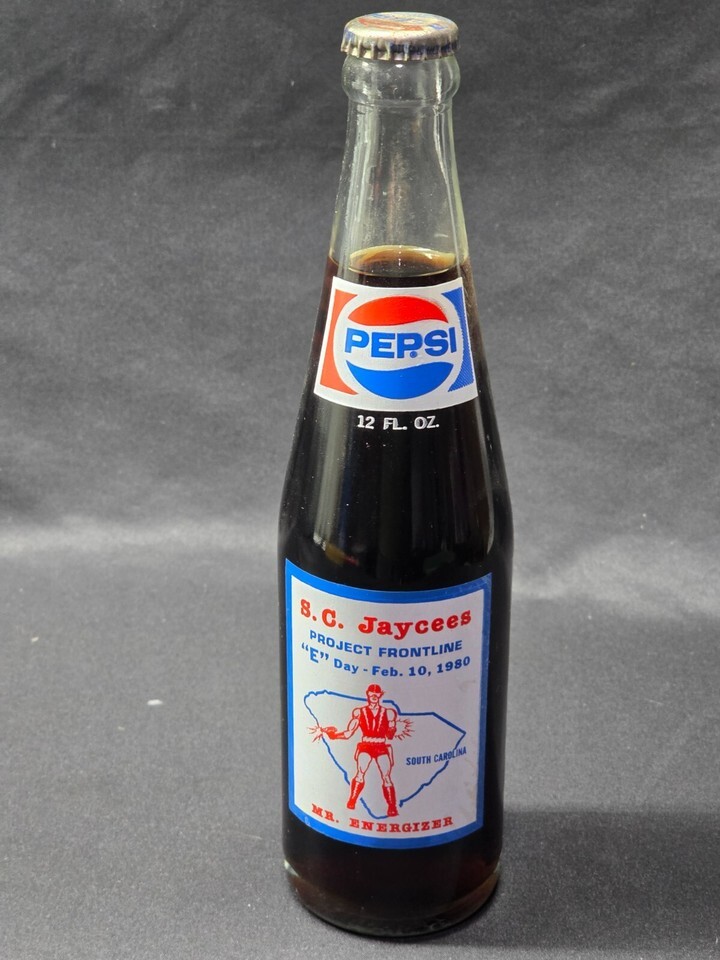 PEPSI®
12 FL. OZ.
S.C. Jaycees
PROJECT FRONTLINE
“E” Day - Feb. 10, 1980
SOUTH CAROLINA
MR. ENERGIZER